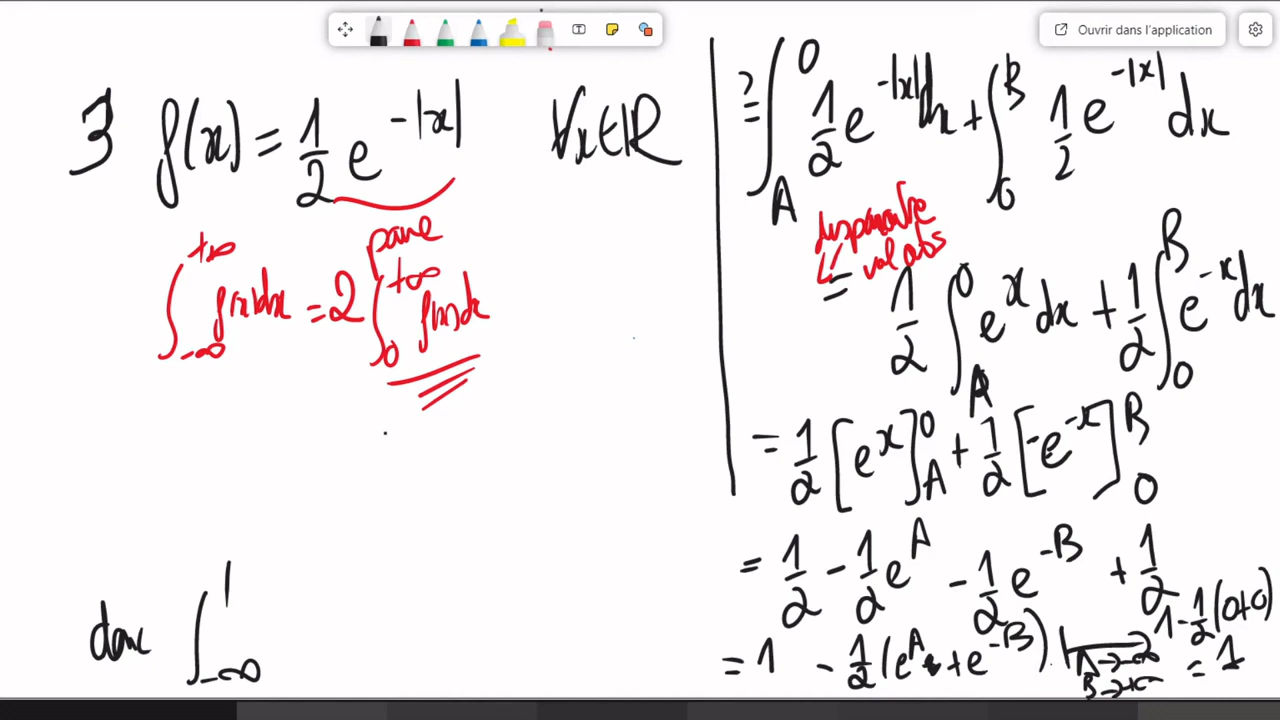 Ouvrir dans l'application
3 f(x) = 1/2 e^{-|x|} ∀x∈ℝ
paire
∫_{-∞}^{+∞} f(x)dx = 2 ∫_0^{+∞} f(x)dx
donc ∫_{-∞}
?= ∫_A^0 1/2 e^{-|x|} dx + ∫_0^B 1/2 e^{-|x|} dx
disparaitre
val abs
= 1/2 ∫_A^0 e^x dx + 1/2 ∫_0^B e^{-x} dx
= 1/2 [e^x]_A^0 + 1/2 [-e^{-x}]_0^B
= 1/2 - 1/2 e^A - 1/2 e^{-B} + 1/2
= 1 - 1/2 (e^A + e^{-B}) ⟼ 1 - 1/2 (0+0)
A → -∞
B → +∞
= 1